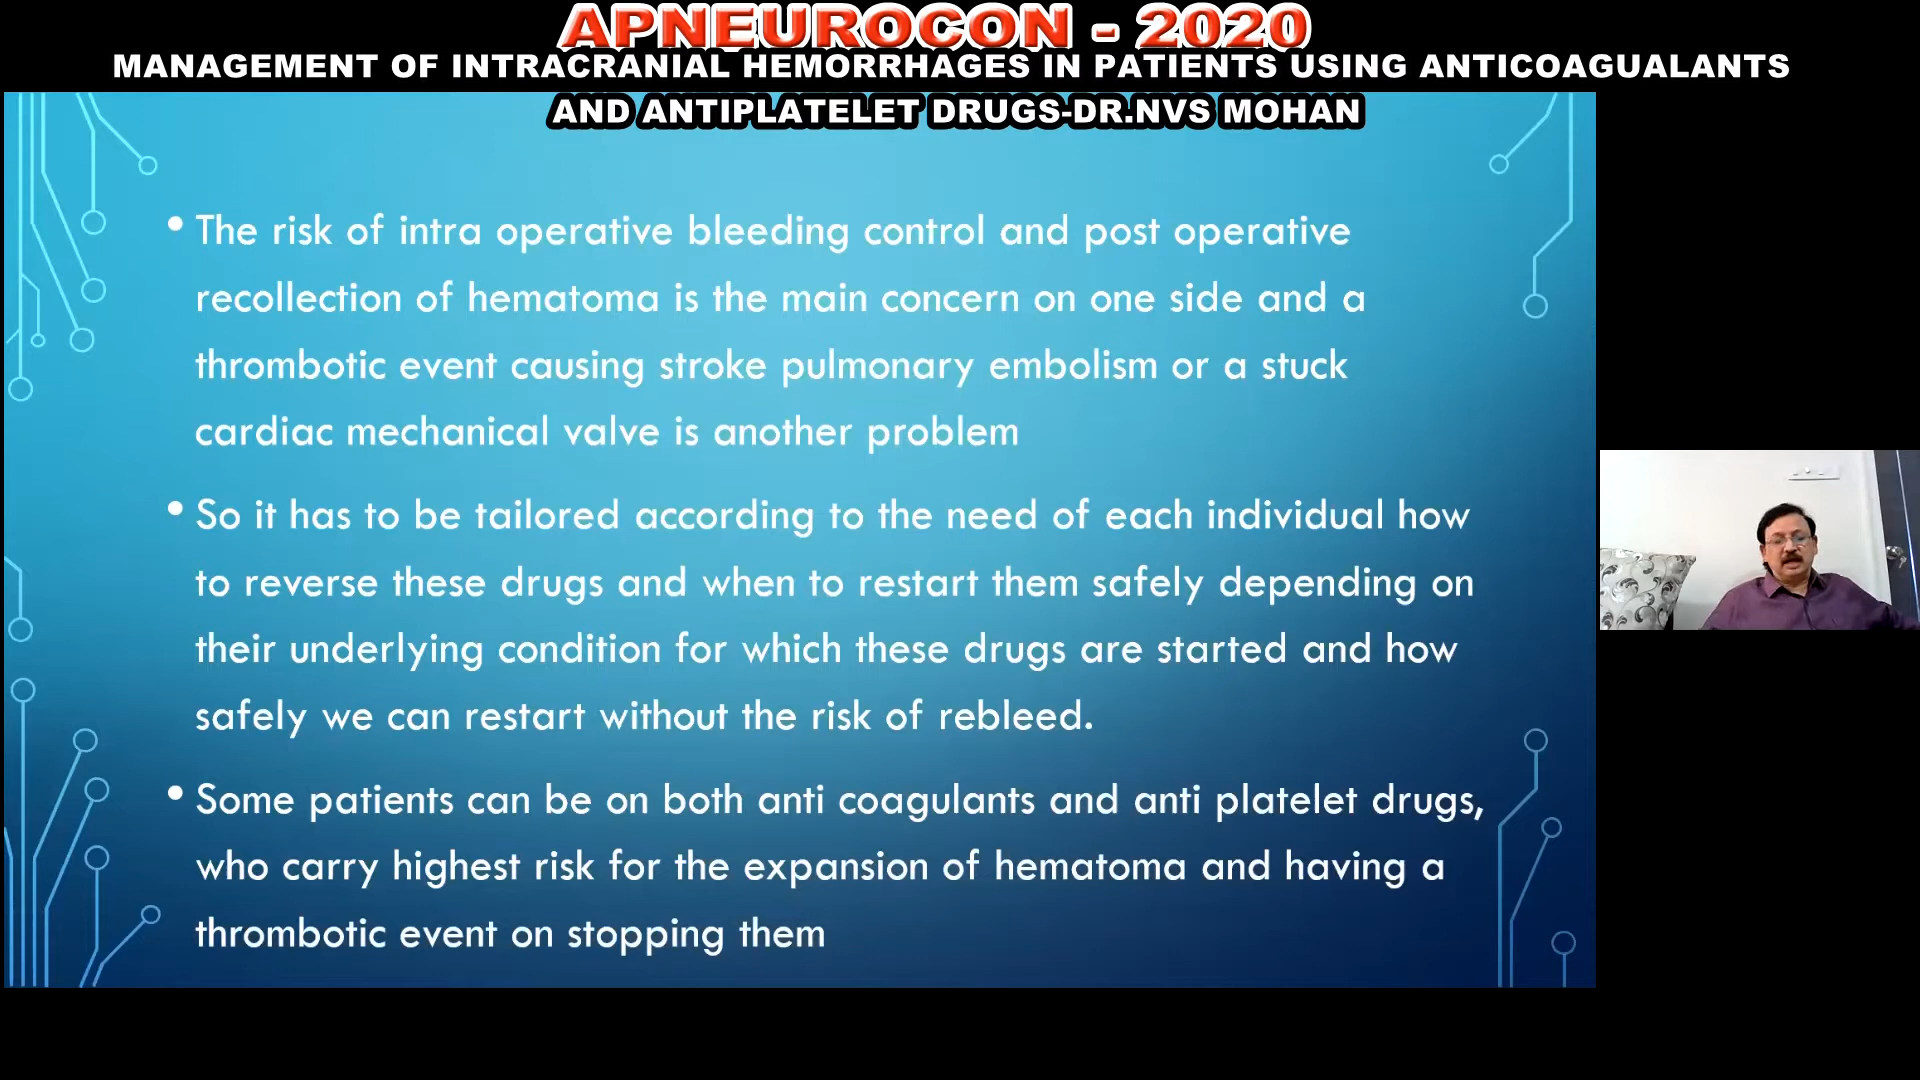 APNEUROCON - 2020
MANAGEMENT OF INTRACRANIAL HEMORRHAGES IN PATIENTS USING ANTICOAGUALANTS
AND ANTIPLATELET DRUGS-DR.NVS MOHAN
• The risk of intra operative bleeding control and post operative
recollection of hematoma is the main concern on one side and a
thrombotic event causing stroke pulmonary embolism or a stuck
cardiac mechanical valve is another problem
• So it has to be tailored according to the need of each individual how
to reverse these drugs and when to restart them safely depending on
their underlying condition for which these drugs are started and how
safely we can restart without the risk of rebleed.
• Some patients can be on both anti coagulants and anti platelet drugs,
who carry highest risk for the expansion of hematoma and having a
thrombotic event on stopping them